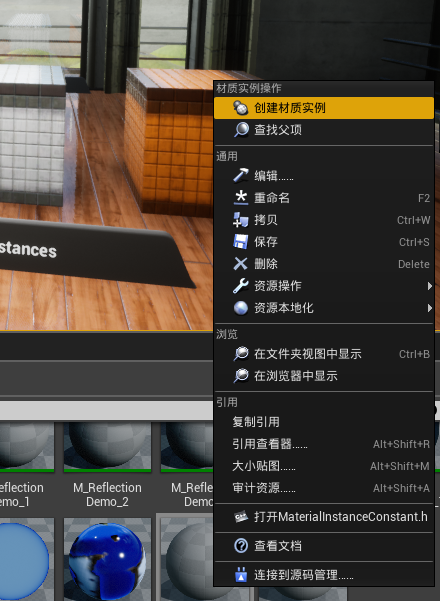 材质实例操作
创建材质实例
查找父项
通用
编辑......
重命名 F2
拷贝 Ctrl+W
保存 Ctrl+S
删除 Delete
资源操作
资源本地化
浏览
在文件夹视图中显示 Ctrl+B
在浏览器中显示
引用
复制引用
引用查看器...... Alt+Shift+R
大小贴图...... Alt+Shift+M
审计资源...... Alt+Shift+A
打开MaterialInstanceConstant.h
查看文档
连接到源码管理......
stances
eflection
emo_1
M_Reflection
Demo_2
M_Refle
Demo